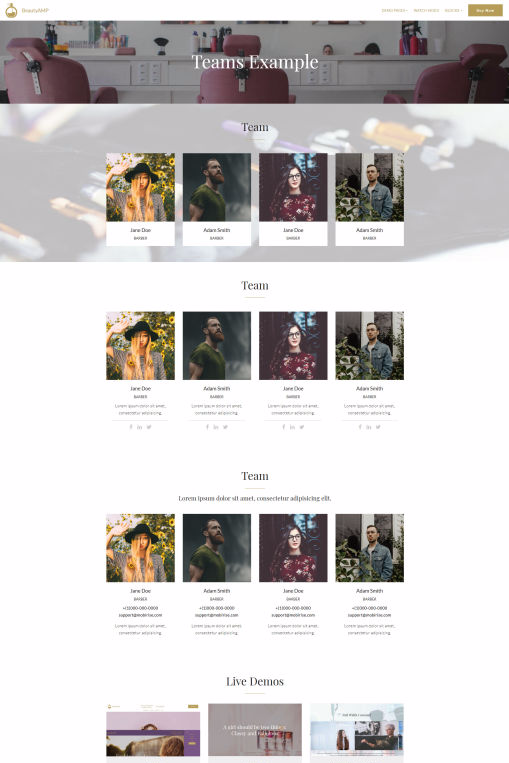 BeautyAMP
DEMO PAGES
WATCH VIDEO
BLOCKS
Buy Now
Teams Example
Team
Jane Doe
BARBER
Adam Smith
BARBER
Jane Doe
BARBER
Adam Smith
BARBER
Team
Jane Doe
BARBER
Lorem ipsum dolor sit amet,
consectetur adipisicing.
Adam Smith
BARBER
Lorem ipsum dolor sit amet,
consectetur adipisicing.
Jane Doe
BARBER
Lorem ipsum dolor sit amet,
consectetur adipisicing.
Adam Smith
BARBER
Lorem ipsum dolor sit amet,
consectetur adipisicing.
Team
Lorem ipsum dolor sit amet, consectetur adipisicing elit.
Jane Doe
BARBER
+1(1)000-000-0000
support@mobirise.com
Lorem ipsum dolor sit amet,
consectetur adipisicing.
Adam Smith
BARBER
+1(1)000-000-0000
support@mobirise.com
Lorem ipsum dolor sit amet,
consectetur adipisicing.
Jane Doe
BARBER
+1(1)000-000-0000
support@mobirise.com
Lorem ipsum dolor sit amet,
consectetur adipisicing.
Adam Smith
BARBER
+1(1)000-000-0000
support@mobirise.com
Lorem ipsum dolor sit amet,
consectetur adipisicing.
Live Demos
A girl should be two things:
Classy and Fabulous